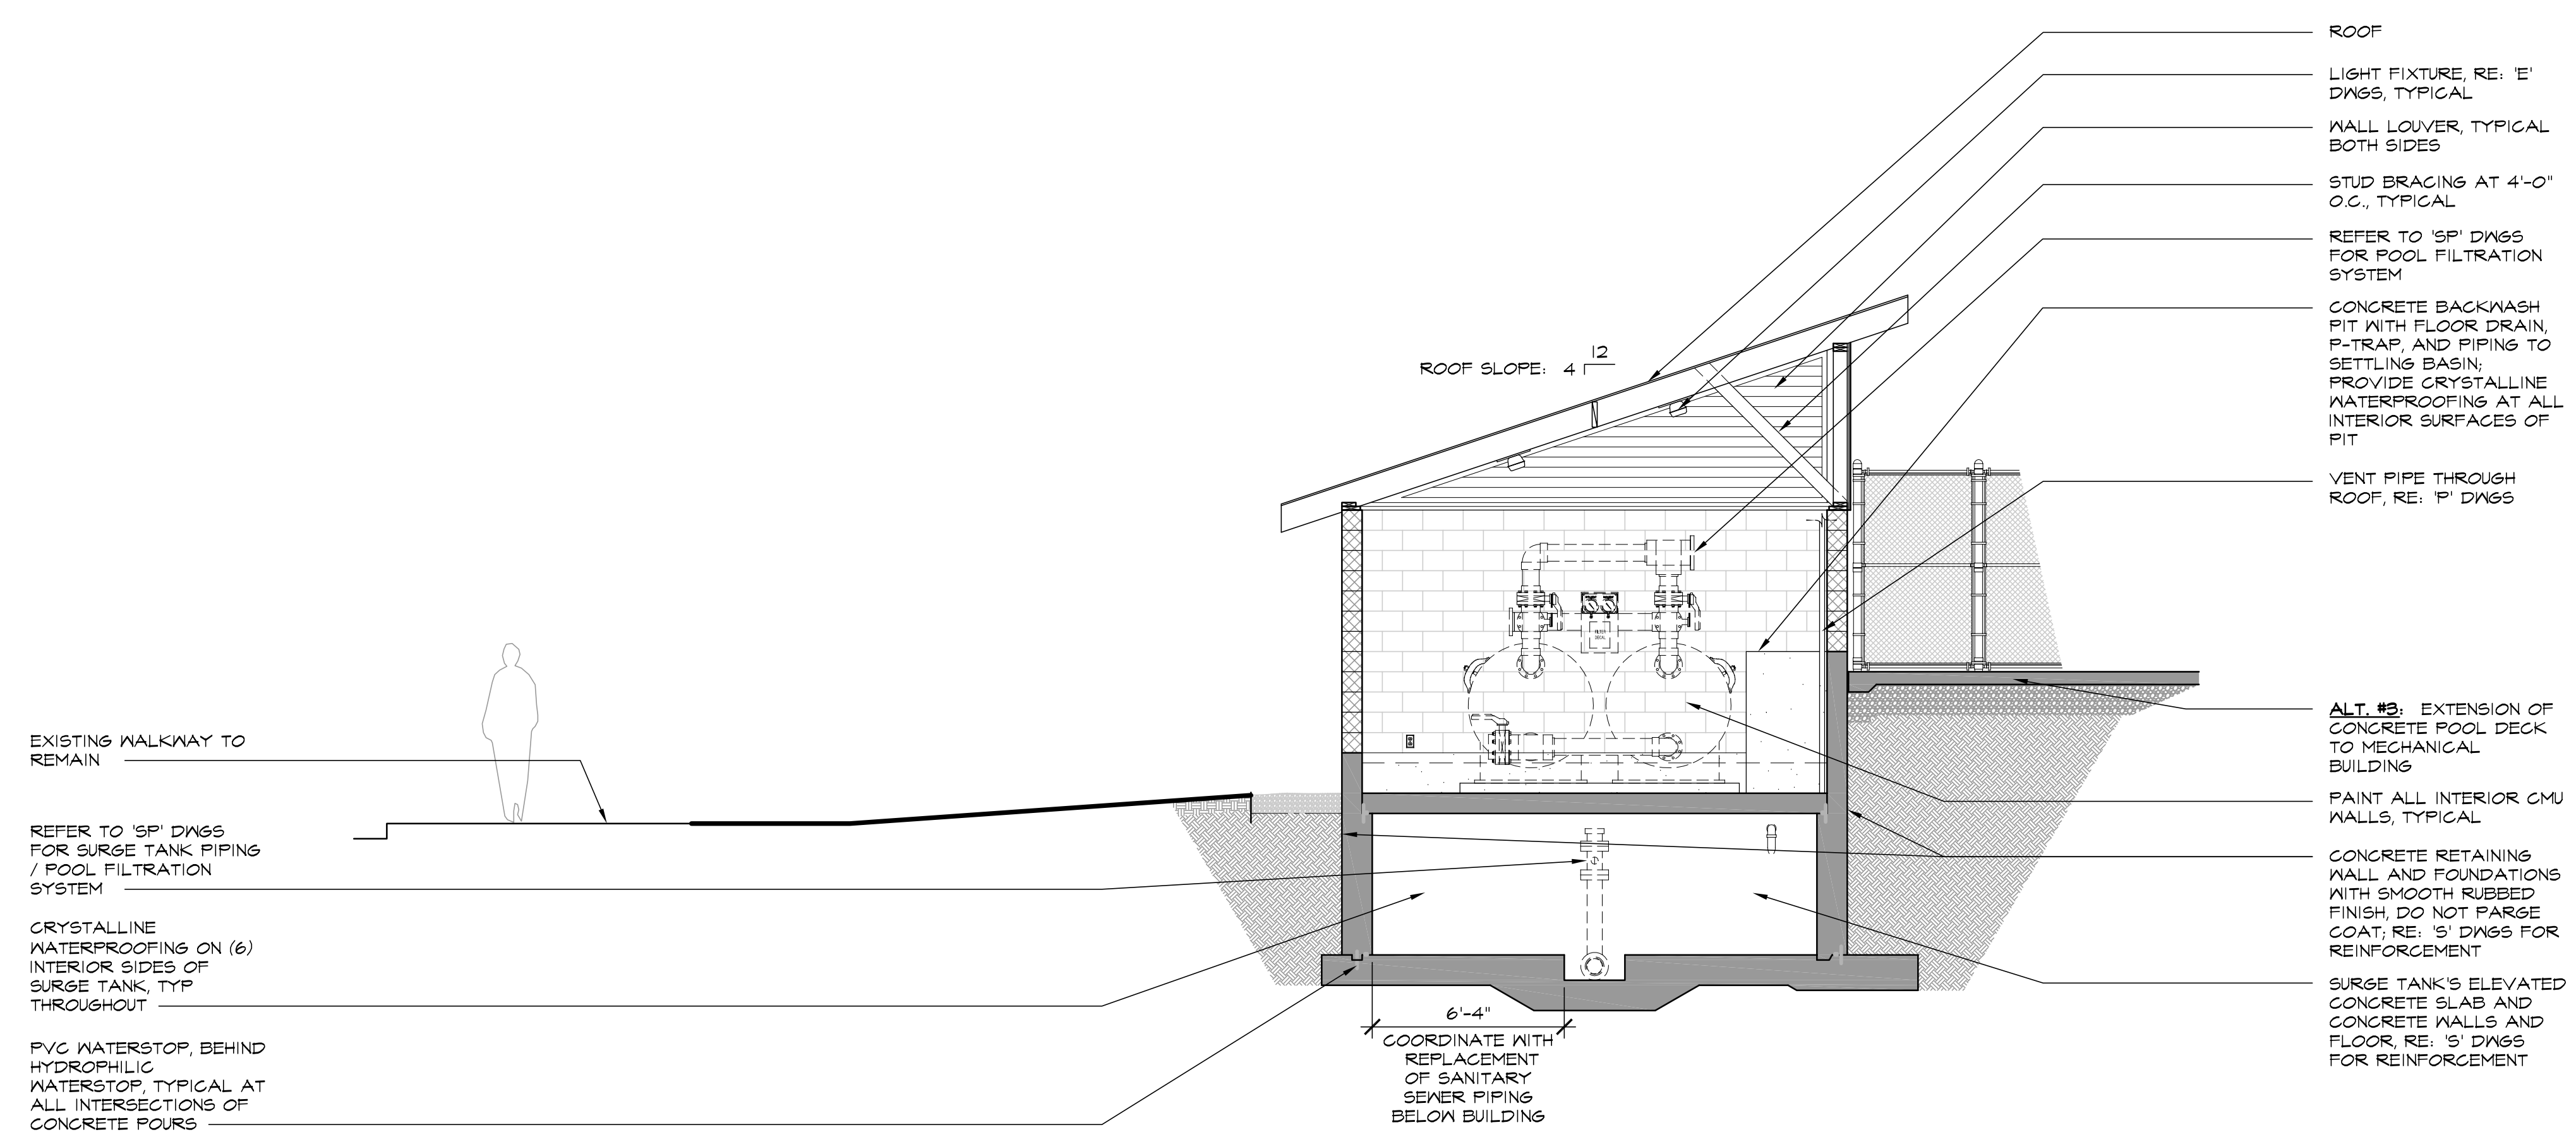 ROOF
LIGHT FIXTURE, RE: 'E'
DWGS, TYPICAL
WALL LOUVER, TYPICAL
BOTH SIDES
STUD BRACING AT 4'-0"
O.C., TYPICAL
REFER TO 'SP' DWGS
FOR POOL FILTRATION
SYSTEM
CONCRETE BACKWASH
PIT WITH FLOOR DRAIN,
P-TRAP, AND PIPING TO
SETTLING BASIN;
PROVIDE CRYSTALLINE
WATERPROOFING AT ALL
INTERIOR SURFACES OF
PIT
VENT PIPE THROUGH
ROOF, RE: 'P' DWGS
ALT. #3: EXTENSION OF
CONCRETE POOL DECK
TO MECHANICAL
BUILDING
PAINT ALL INTERIOR CMU
WALLS, TYPICAL
CONCRETE RETAINING
WALL AND FOUNDATIONS
WITH SMOOTH RUBBED
FINISH, DO NOT PARGE
COAT; RE: 'S' DWGS FOR
REINFORCEMENT
SURGE TANK'S ELEVATED
CONCRETE SLAB AND
CONCRETE WALLS AND
FLOOR, RE: 'S' DWGS
FOR REINFORCEMENT
12
ROOF SLOPE: 4
FILTER
DECAL
EXISTING WALKWAY TO
REMAIN
REFER TO 'SP' DWGS
FOR SURGE TANK PIPING
/ POOL FILTRATION
SYSTEM
CRYSTALLINE
WATERPROOFING ON (6)
INTERIOR SIDES OF
SURGE TANK, TYP
THROUGHOUT
PVC WATERSTOP, BEHIND
HYDROPHILIC
WATERSTOP, TYPICAL AT
ALL INTERSECTIONS OF
CONCRETE POURS
6'-4"
COORDINATE WITH
REPLACEMENT
OF SANITARY
SEWER PIPING
BELOW BUILDING